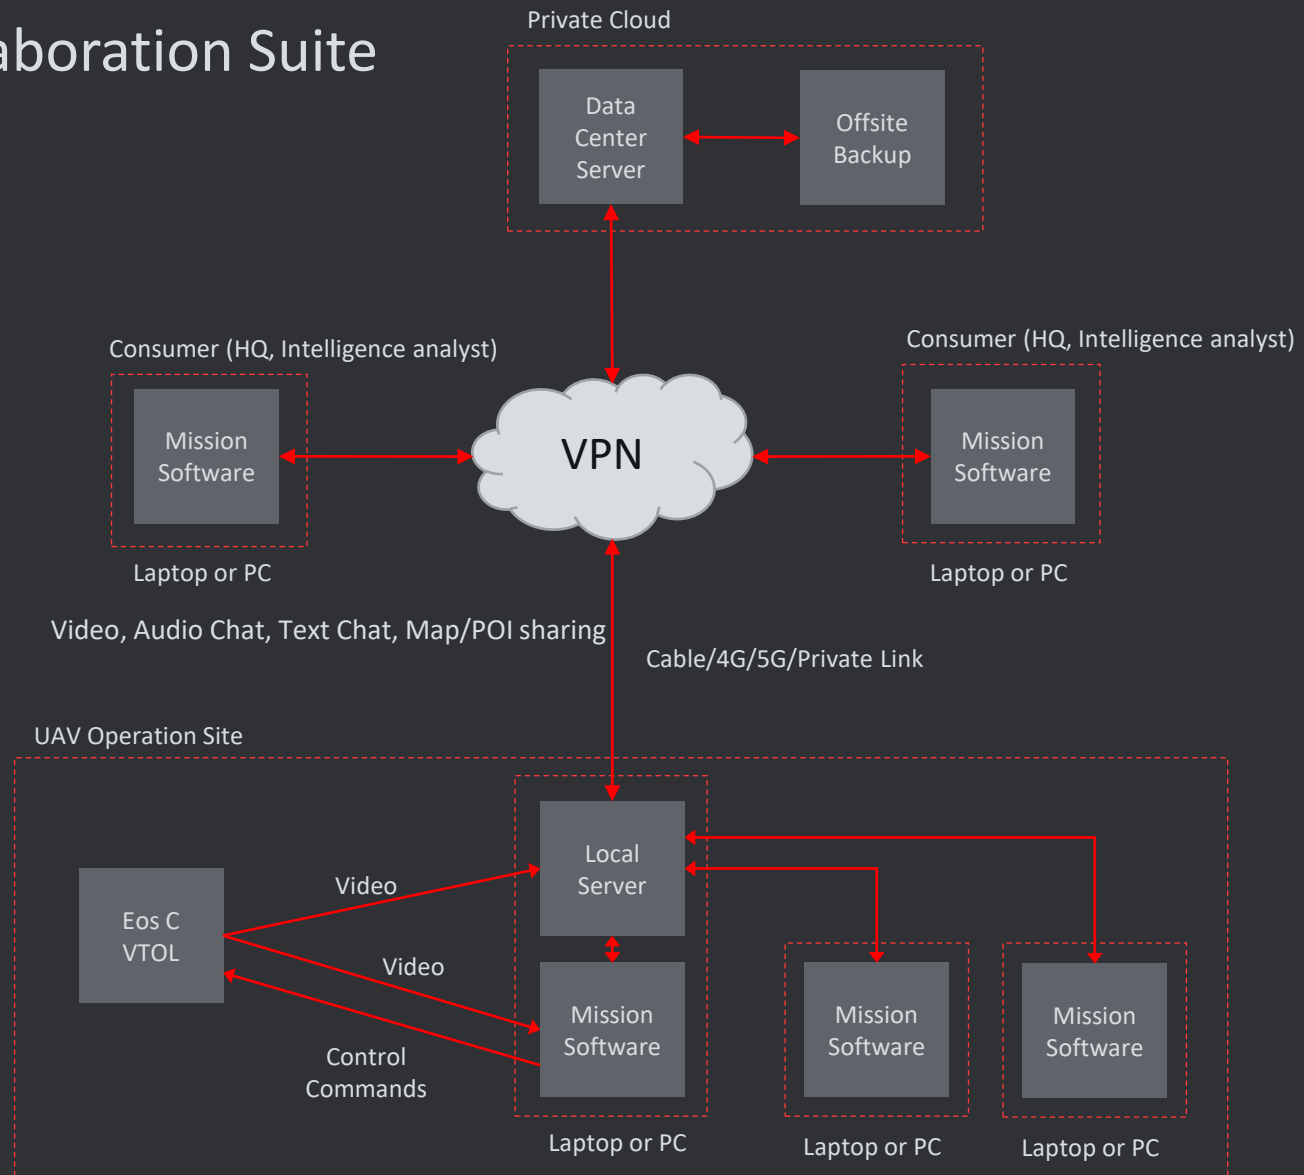 Private Cloud
aboration Suite
Data
Center
Server
Offsite
Backup
Consumer (HQ, Intelligence analyst)
Consumer (HQ, Intelligence analyst)
Mission
Software
VPN
Mission
Software
Laptop or PC
Laptop or PC
Video, Audio Chat, Text Chat, Map/POI sharing
Cable/4G/5G/Private Link
UAV Operation Site
Local
Server
Video
Eos C
VTOL
Video
Mission
Software
Mission
Software
Mission
Software
Control
Commands
Laptop or PC
Laptop or PC
Laptop or PC